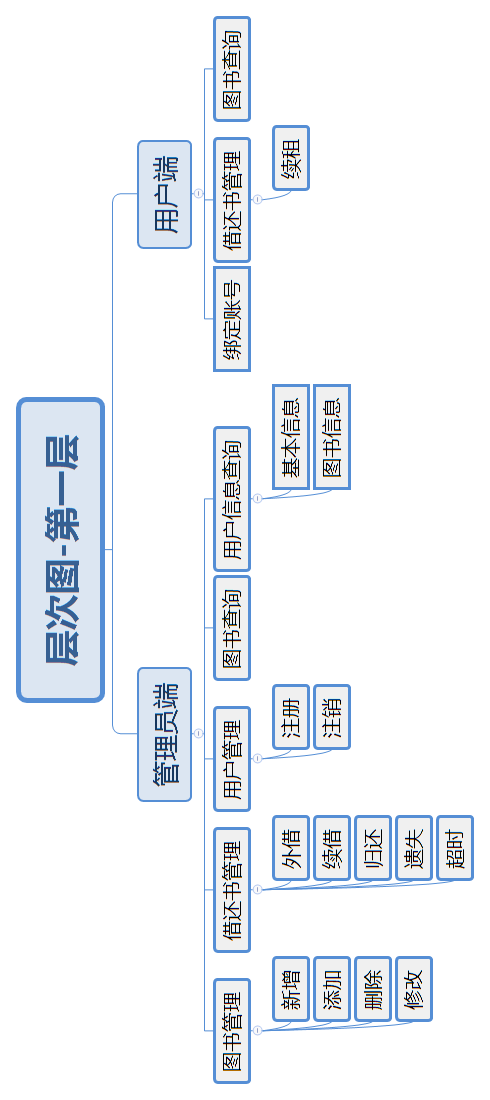 层次图-第一层
管理员端
图书管理
新增
添加
删除
修改
借还书管理
外借
续借
归还
遗失
超时
用户管理
注册
注销
图书查询
用户信息查询
基本信息
图书信息
用户端
绑定账号
借还书管理
续租
图书查询